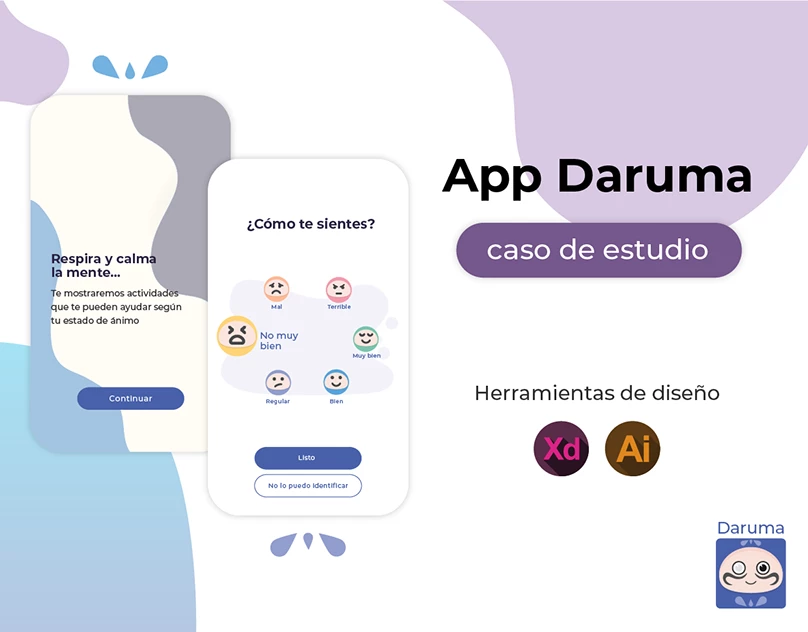 Respira y calma
la mente...
Te mostraremos actividades
que te pueden ayudar según
tu estado de ánimo
Continuar
¿Cómo te sientes?
Mal
Terrible
No muy
bien
Muy bien
Regular
Bien
Listo
No lo puedo identificar
App Daruma
caso de estudio
Herramientas de diseño
Xd
Ai
Daruma